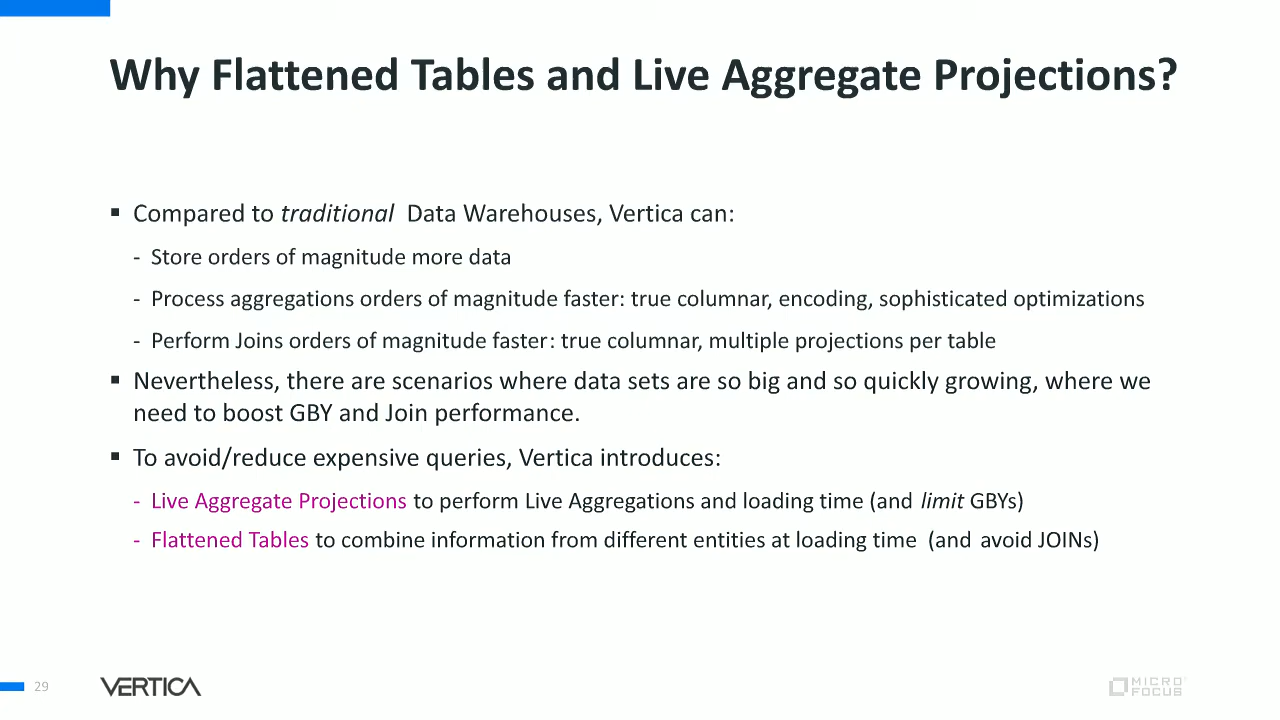 Why Flattened Tables and Live Aggregate Projections?
▪ Compared to traditional Data Warehouses, Vertica can:
- Store orders of magnitude more data
- Process aggregations orders of magnitude faster: true columnar, encoding, sophisticated optimizations
- Perform Joins orders of magnitude faster: true columnar, multiple projections per table
▪ Nevertheless, there are scenarios where data sets are so big and so quickly growing, where we
need to boost GBY and Join performance.
▪ To avoid/reduce expensive queries, Vertica introduces:
- Live Aggregate Projections to perform Live Aggregations and loading time (and limit GBYs)
- Flattened Tables to combine information from different entities at loading time (and avoid JOINs)
29
VERTICA
MICRO
FOCUS